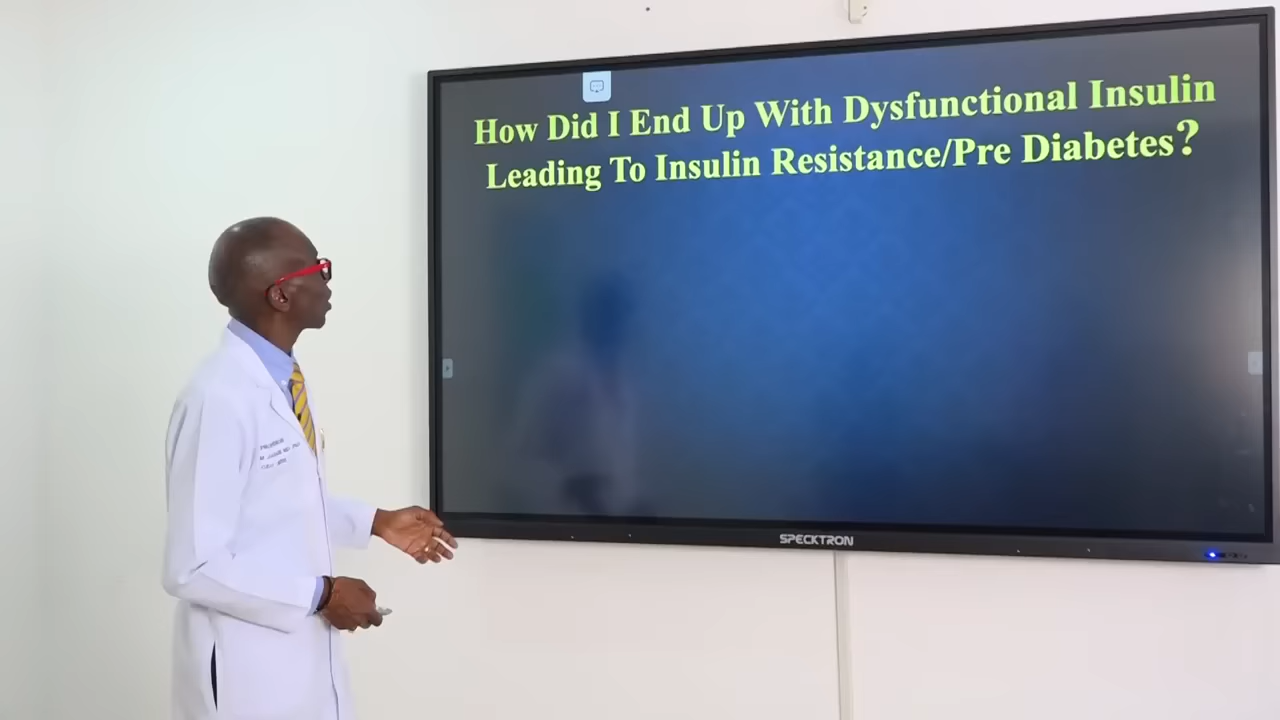 How Did I End Up With Dysfunctional Insulin
Leading To Insulin Resistance/Pre Diabetes?
SPECKTRON